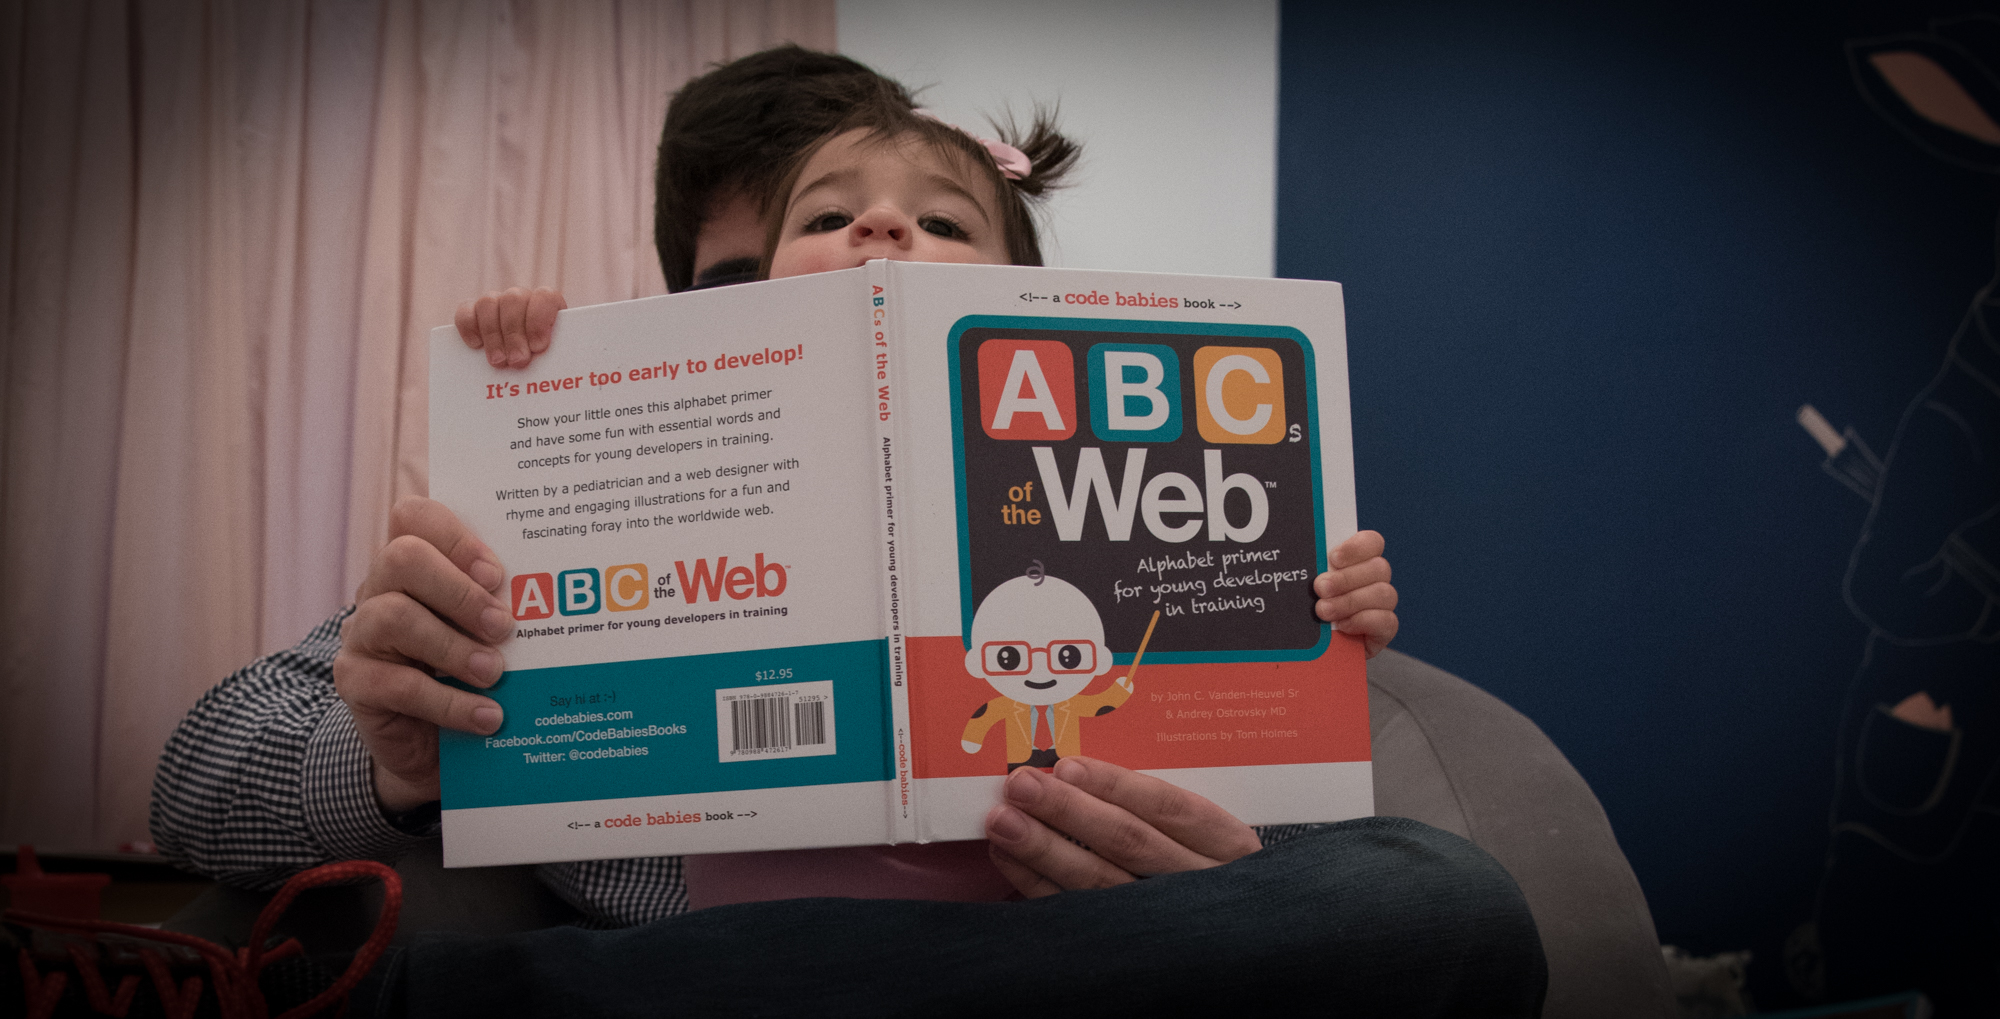 It's never too early to develop!
Show your little ones this alphabet primer
and have some fun with essential words and
concepts for young developers in training.
Written by a pediatrician and a web designer with
rhyme and engaging illustrations for a fun and
fascinating foray into the worldwide web.
ABC of the Web™
Alphabet primer for young developers in training
$12.95
51295 >
Say hi at :-)
codebabies.com
Facebook.com/CodeBabiesBooks
Twitter: @codebabies
<!-- a code babies book -->
ABCs of the Web Alphabet primer for young developers in training <!--code babies-->
<!-- a code babies book -->
ABCs
of the Web™
Alphabet primer
for young developers
in training
by John C. Vanden-Heuvel Sr
& Andrey Ostrovsky MD
Illustrations by Tom Holmes